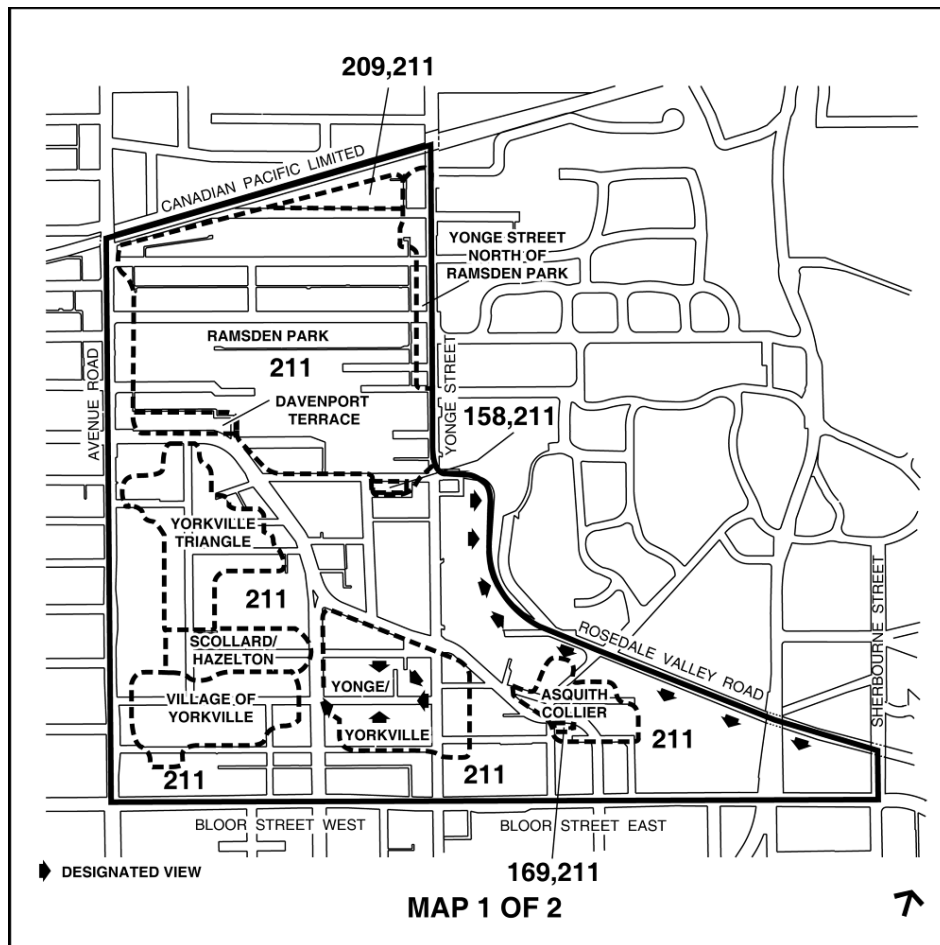 209,211
CANADIAN PACIFIC LIMITED
YONGE STREET
NORTH OF
RAMSDEN PARK
RAMSDEN PARK
211
AVENUE ROAD
YONGE STREET
DAVENPORT
TERRACE
158,211
YORKVILLE
TRIANGLE
211
SHERBOURNE STREET
SCOLLARD/
HAZELTON
ROSEDALE VALLEY ROAD
YONGE/
YORKVILLE
VILLAGE OF
YORKVILLE
ASQUITH
COLLIER
211
211
211
BLOOR STREET WEST
BLOOR STREET EAST
DESIGNATED VIEW
169,211
MAP 1 OF 2